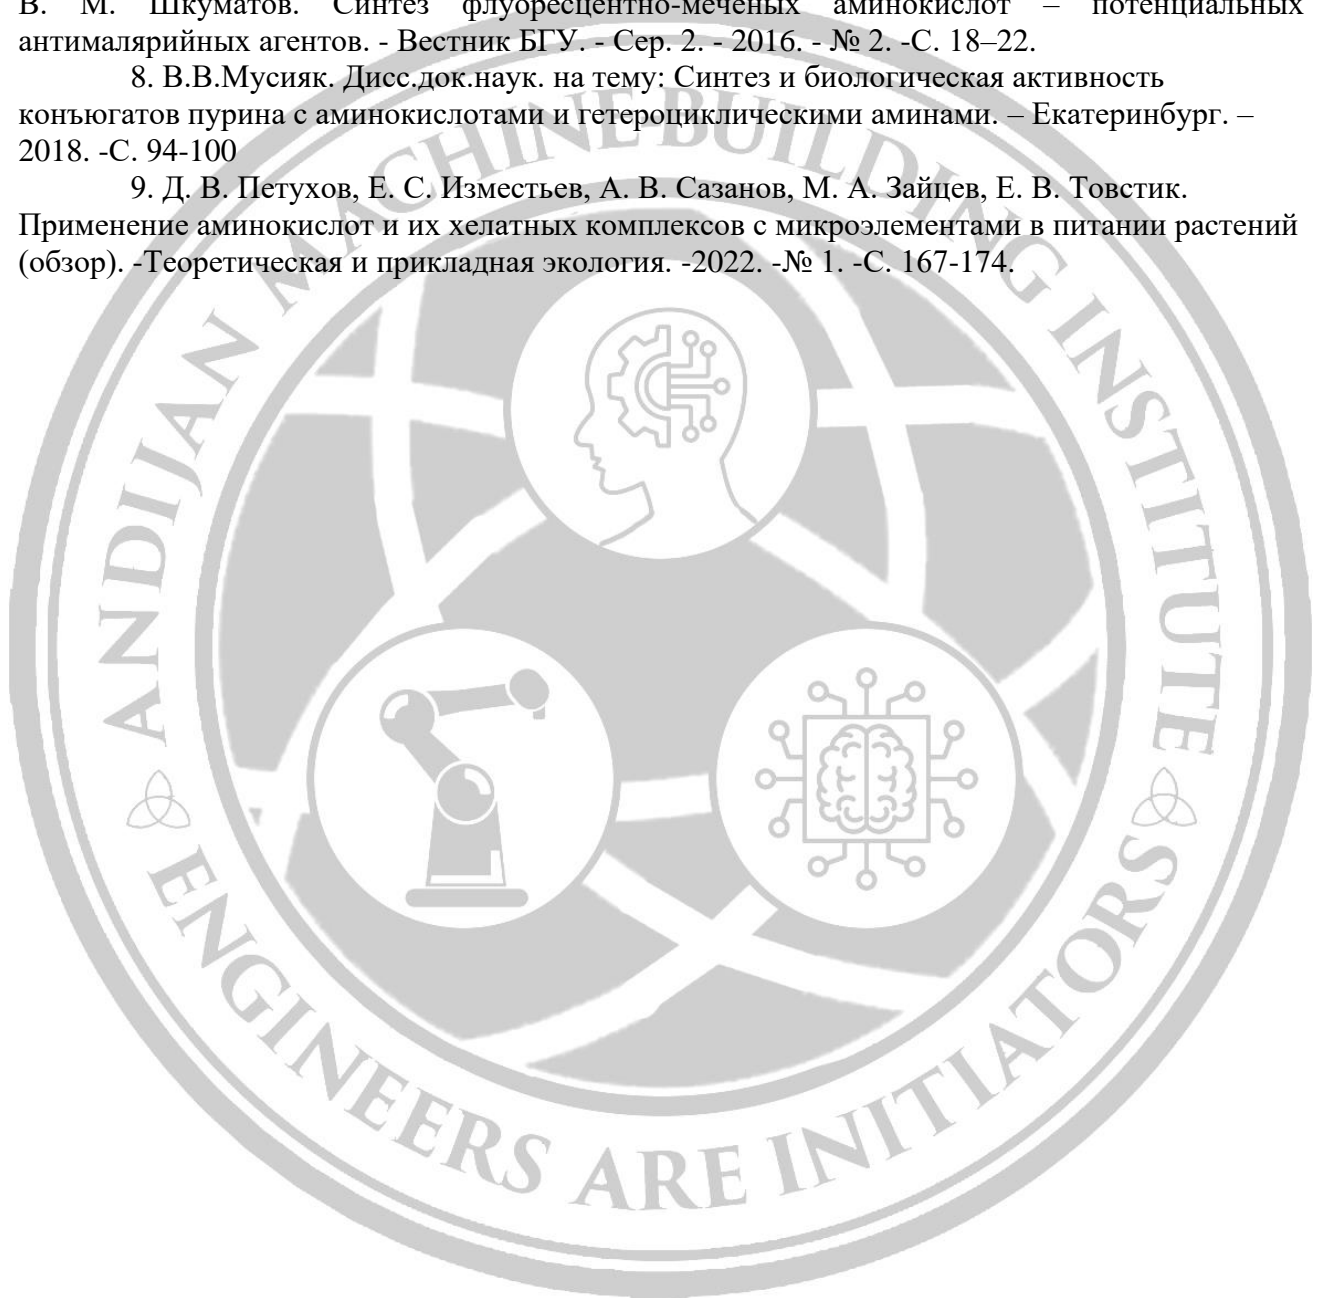 В. М. Шкуматов. Синтез флуоресцентно-меченых аминокислот – потенциальных
антималярийных агентов. - Вестник БГУ. - Сер. 2. - 2016. - № 2. -С. 18–22.
8. В.В.Мусияк. Дисс.док.наук. на тему: Синтез и биологическая активность
конъюгатов пурина с аминокислотами и гетероциклическими аминами. – Екатеринбург. –
2018. -С. 94-100
9. Д. В. Петухов, Е. С. Изместьев, А. В. Сазанов, М. А. Зайцев, Е. В. Товстик.
Применение аминокислот и их хелатных комплексов с микроэлементами в питании растений
(обзор). -Теоретическая и прикладная экология. -2022. -№ 1. -С. 167-174.
ANDIJAN MACHINE BUILDING INSTITUTE
ENGINEERS ARE INITIATORS